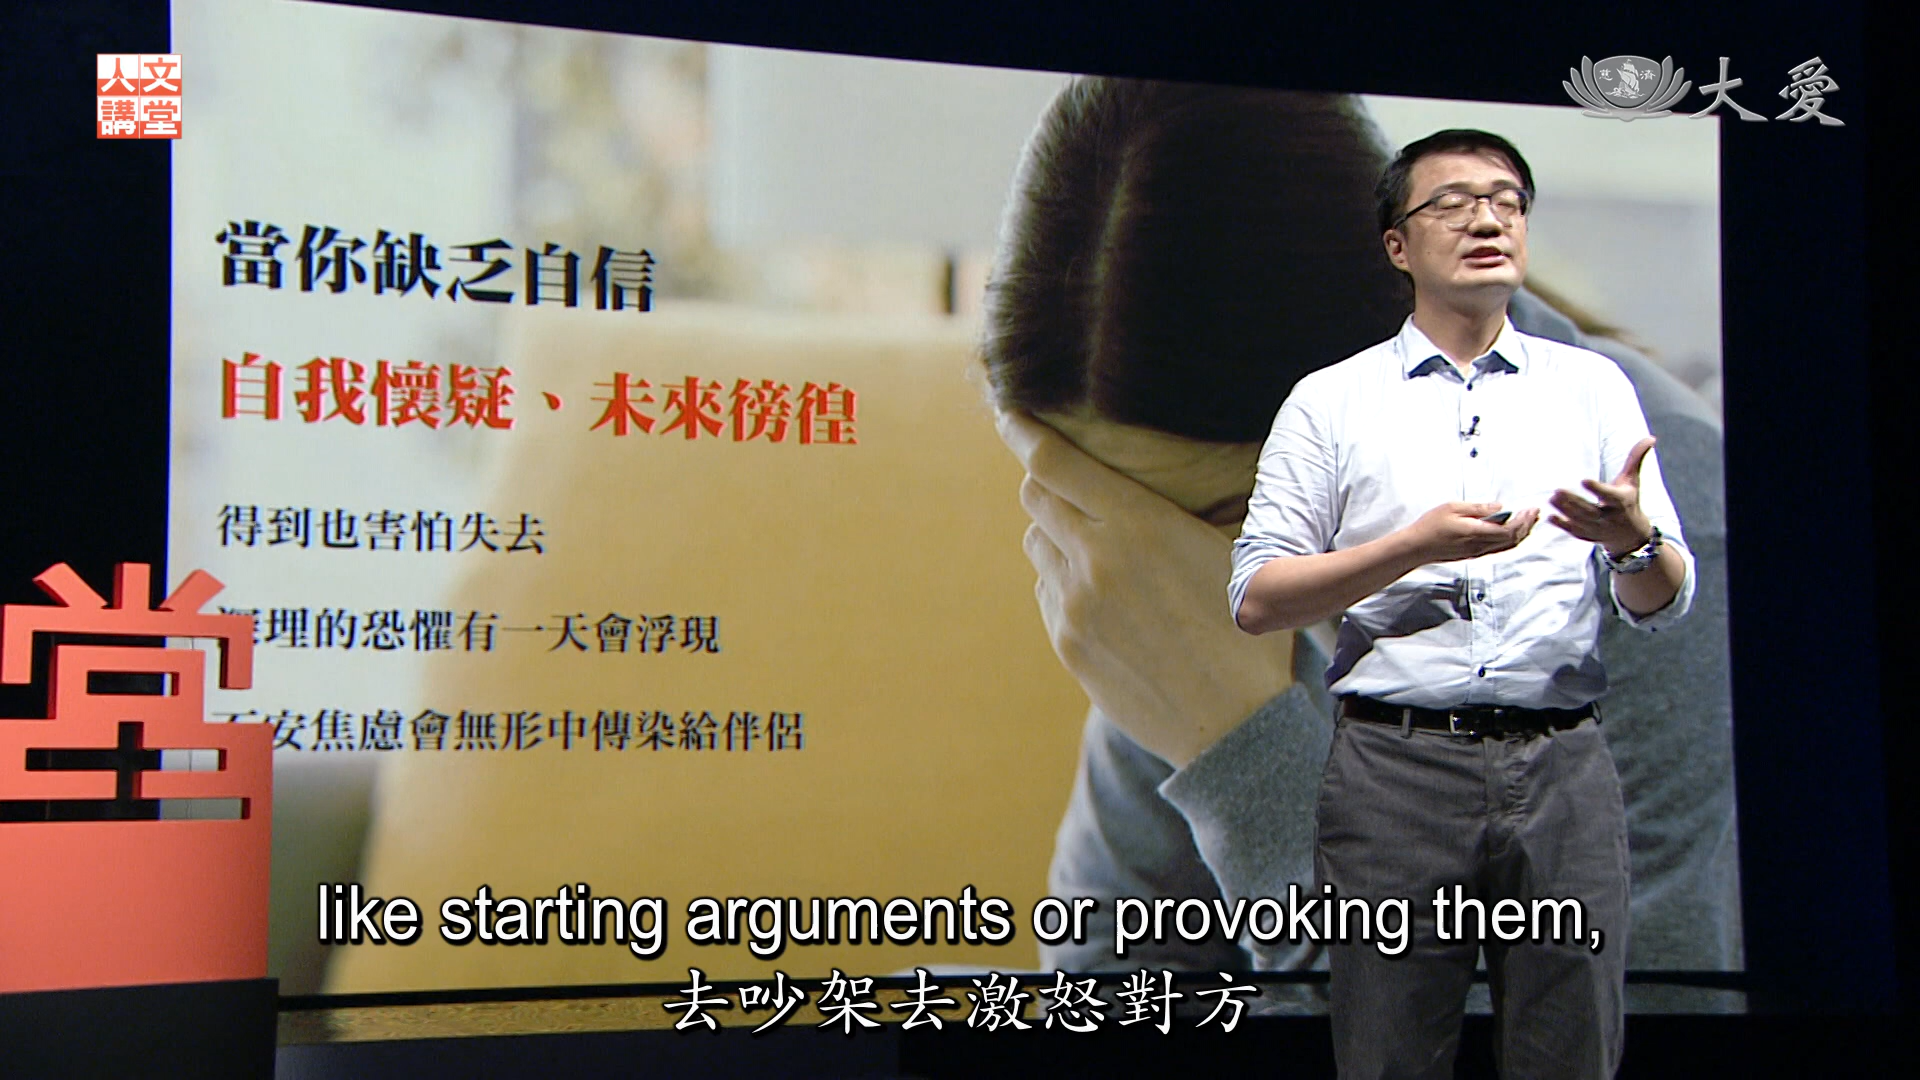 人文
講堂
慈濟
大愛
當你缺乏自信
自我懷疑、未來徬徨
得到也害怕失去
埋的恐懼有一天會浮現
安焦慮會無形中傳染給伴侶
堂
like starting arguments or provoking them,
去吵架去激怒對方